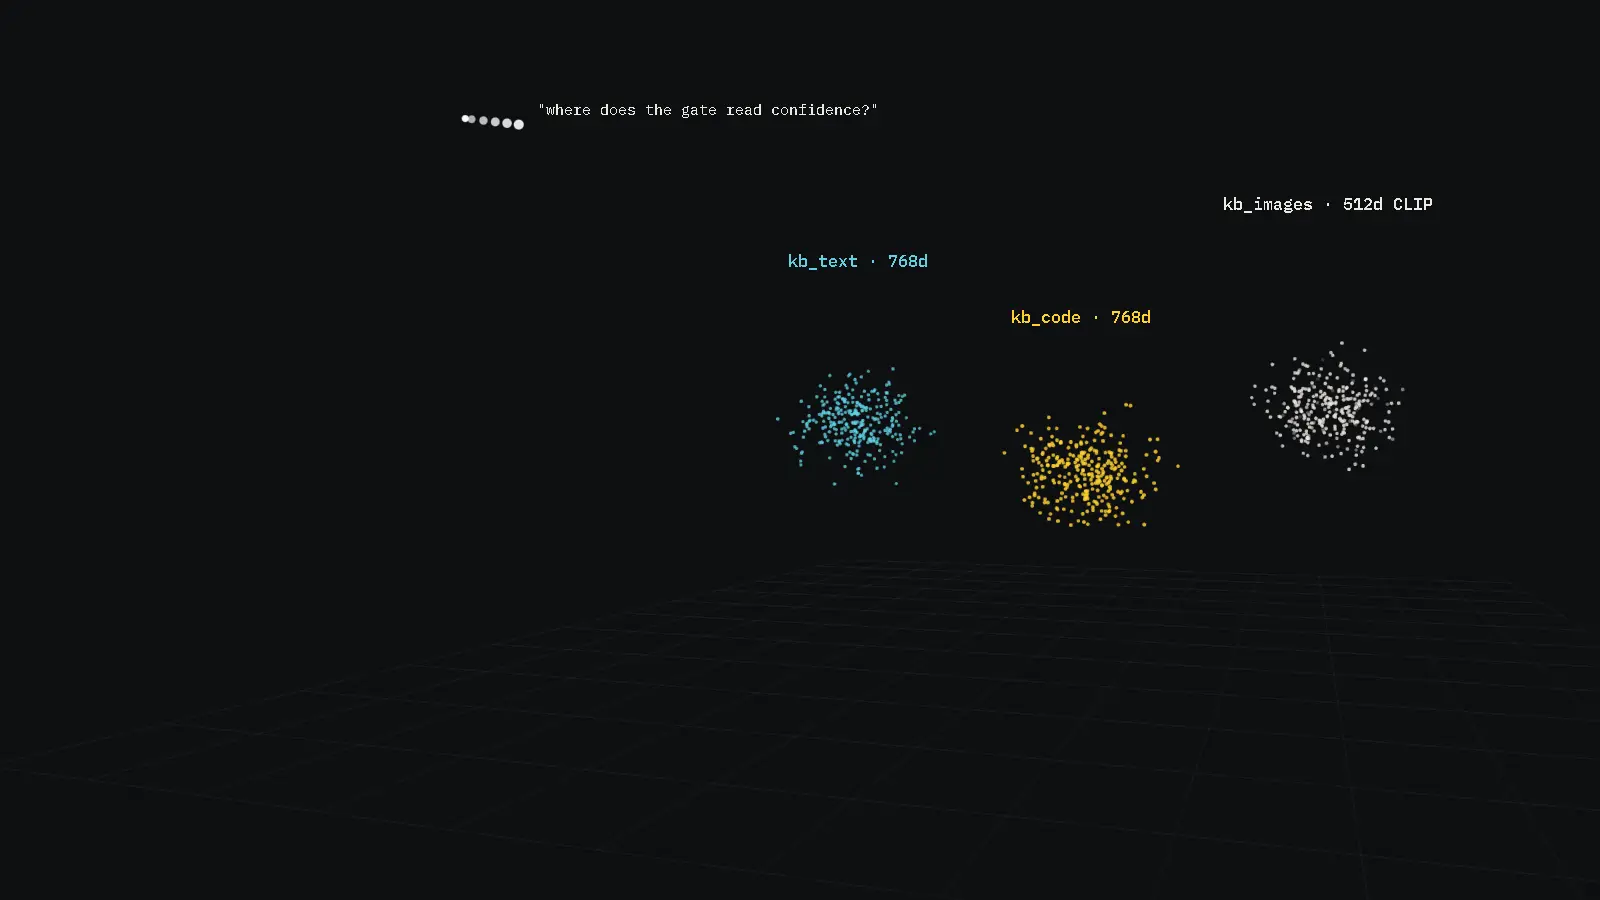 "where does the gate read confidence?"
kb_images · 512d CLIP
kb_text · 768d
kb_code · 768d